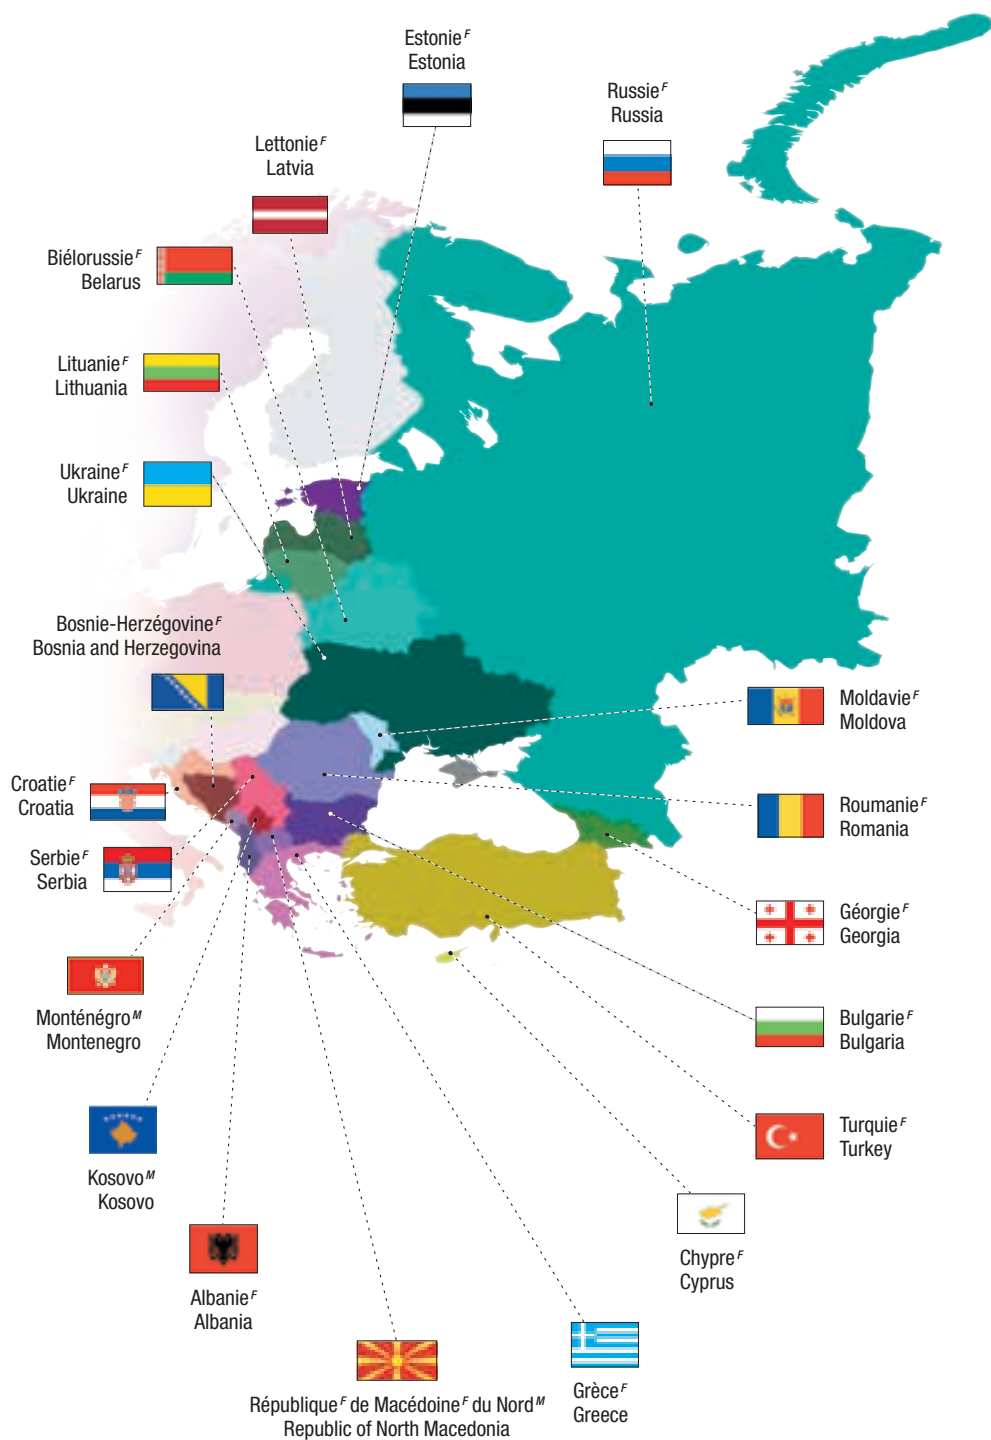 Estonie F
Estonia
Russie F
Russia
Lettonie F
Latvia
Biélorussie F
Belarus
Lituanie F
Lithuania
Ukraine F
Ukraine
Bosnie-Herzégovine F
Bosnia and Herzegovina
Moldavie F
Moldova
Croatie F
Croatia
Roumanie F
Romania
Serbie F
Serbia
Géorgie F
Georgia
Monténégro M
Montenegro
Bulgarie F
Bulgaria
Turquie F
Turkey
Kosovo M
Kosovo
Chypre F
Cyprus
Albanie F
Albania
Grèce F
Greece
République F de Macédoine F du Nord M
Republic of North Macedonia